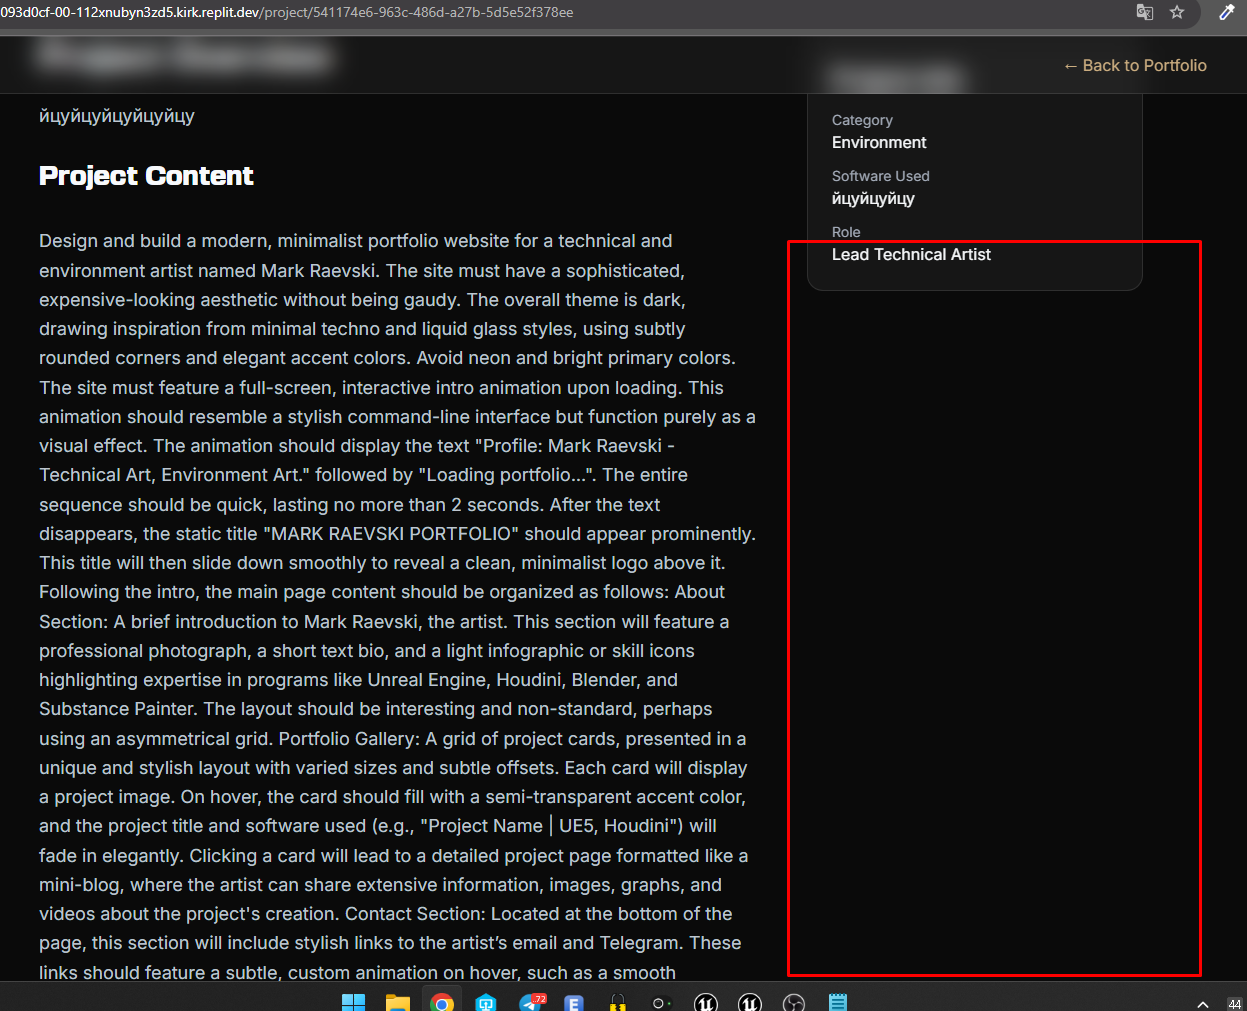 093d0cf-00-112xnubyn3zd5.kirk.replit.dev/project/541174e6-963c-486d-a27b-5d5e52f378ee
← Back to Portfolio
йцуйцуйцуйцуйцу
Project Content
Design and build a modern, minimalist portfolio website for a technical and
environment artist named Mark Raevski. The site must have a sophisticated,
expensive-looking aesthetic without being gaudy. The overall theme is dark,
drawing inspiration from minimal techno and liquid glass styles, using subtly
rounded corners and elegant accent colors. Avoid neon and bright primary colors.
The site must feature a full-screen, interactive intro animation upon loading. This
animation should resemble a stylish command-line interface but function purely as a
visual effect. The animation should display the text "Profile: Mark Raevski -
Technical Art, Environment Art." followed by "Loading portfolio...". The entire
sequence should be quick, lasting no more than 2 seconds. After the text
disappears, the static title "MARK RAEVSKI PORTFOLIO" should appear prominently.
This title will then slide down smoothly to reveal a clean, minimalist logo above it.
Following the intro, the main page content should be organized as follows: About
Section: A brief introduction to Mark Raevski, the artist. This section will feature a
professional photograph, a short text bio, and a light infographic or skill icons
highlighting expertise in programs like Unreal Engine, Houdini, Blender, and
Substance Painter. The layout should be interesting and non-standard, perhaps
using an asymmetrical grid. Portfolio Gallery: A grid of project cards, presented in a
unique and stylish layout with varied sizes and subtle offsets. Each card will display
a project image. On hover, the card should fill with a semi-transparent accent color,
and the project title and software used (e.g., "Project Name | UE5, Houdini") will
fade in elegantly. Clicking a card will lead to a detailed project page formatted like a
mini-blog, where the artist can share extensive information, images, graphs, and
videos about the project's creation. Contact Section: Located at the bottom of the
page, this section will include stylish links to the artist’s email and Telegram. These
links should feature a subtle, custom animation on hover, such as a smooth
Category
Environment
Software Used
йцуйцуйцу
Role
Lead Technical Artist
72
E
44